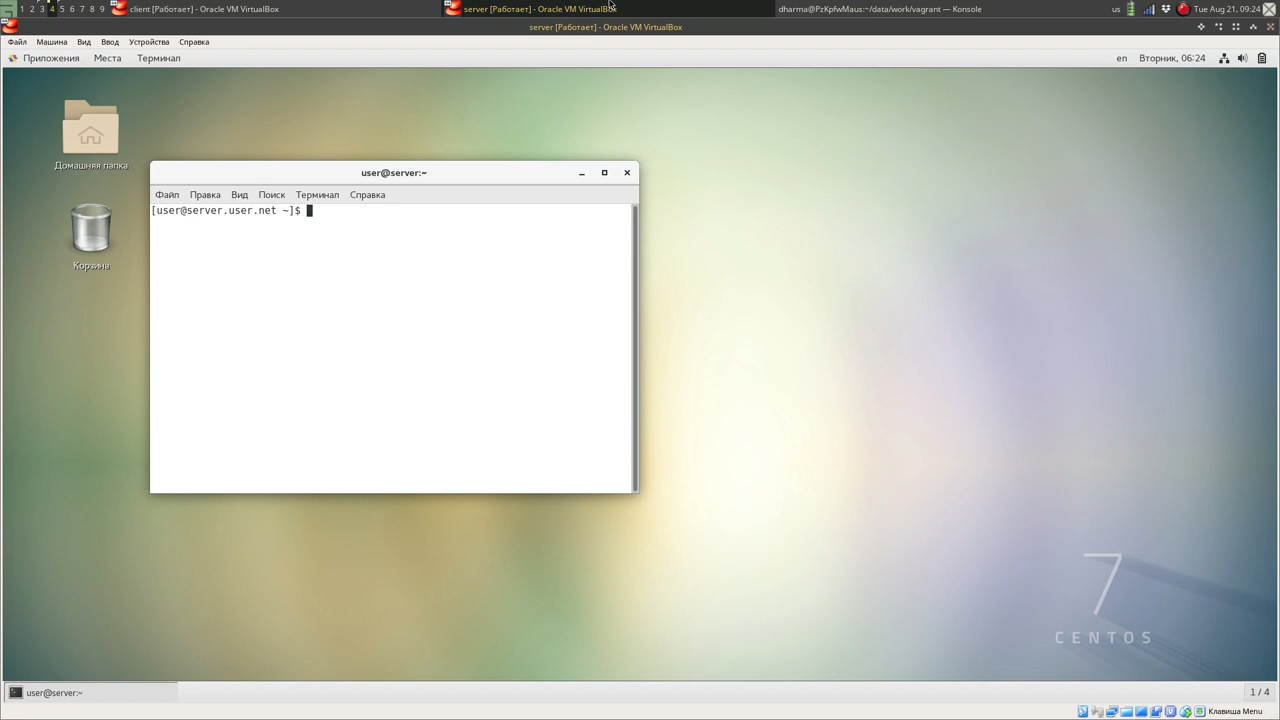 1 2 3 4 5 6 7 8 9 client [Работает] - Oracle VM VirtualBox server [Работает] - Oracle VM VirtualBox dharma@PzKpfwMaus:~/data/work/vagrant — Konsole us Tue Aug 21, 09:24
server [Работает] - Oracle VM VirtualBox
Файл Машина Вид Ввод Устройства Справка
Приложения Места Терминал en Вторник, 06:24
Домашняя папка
Корзина
user@server:~
Файл Правка Вид Поиск Терминал Справка
[user@server.user.net ~]$
7
CENTOS
user@server:~ 1 / 4
Клавиша Menu